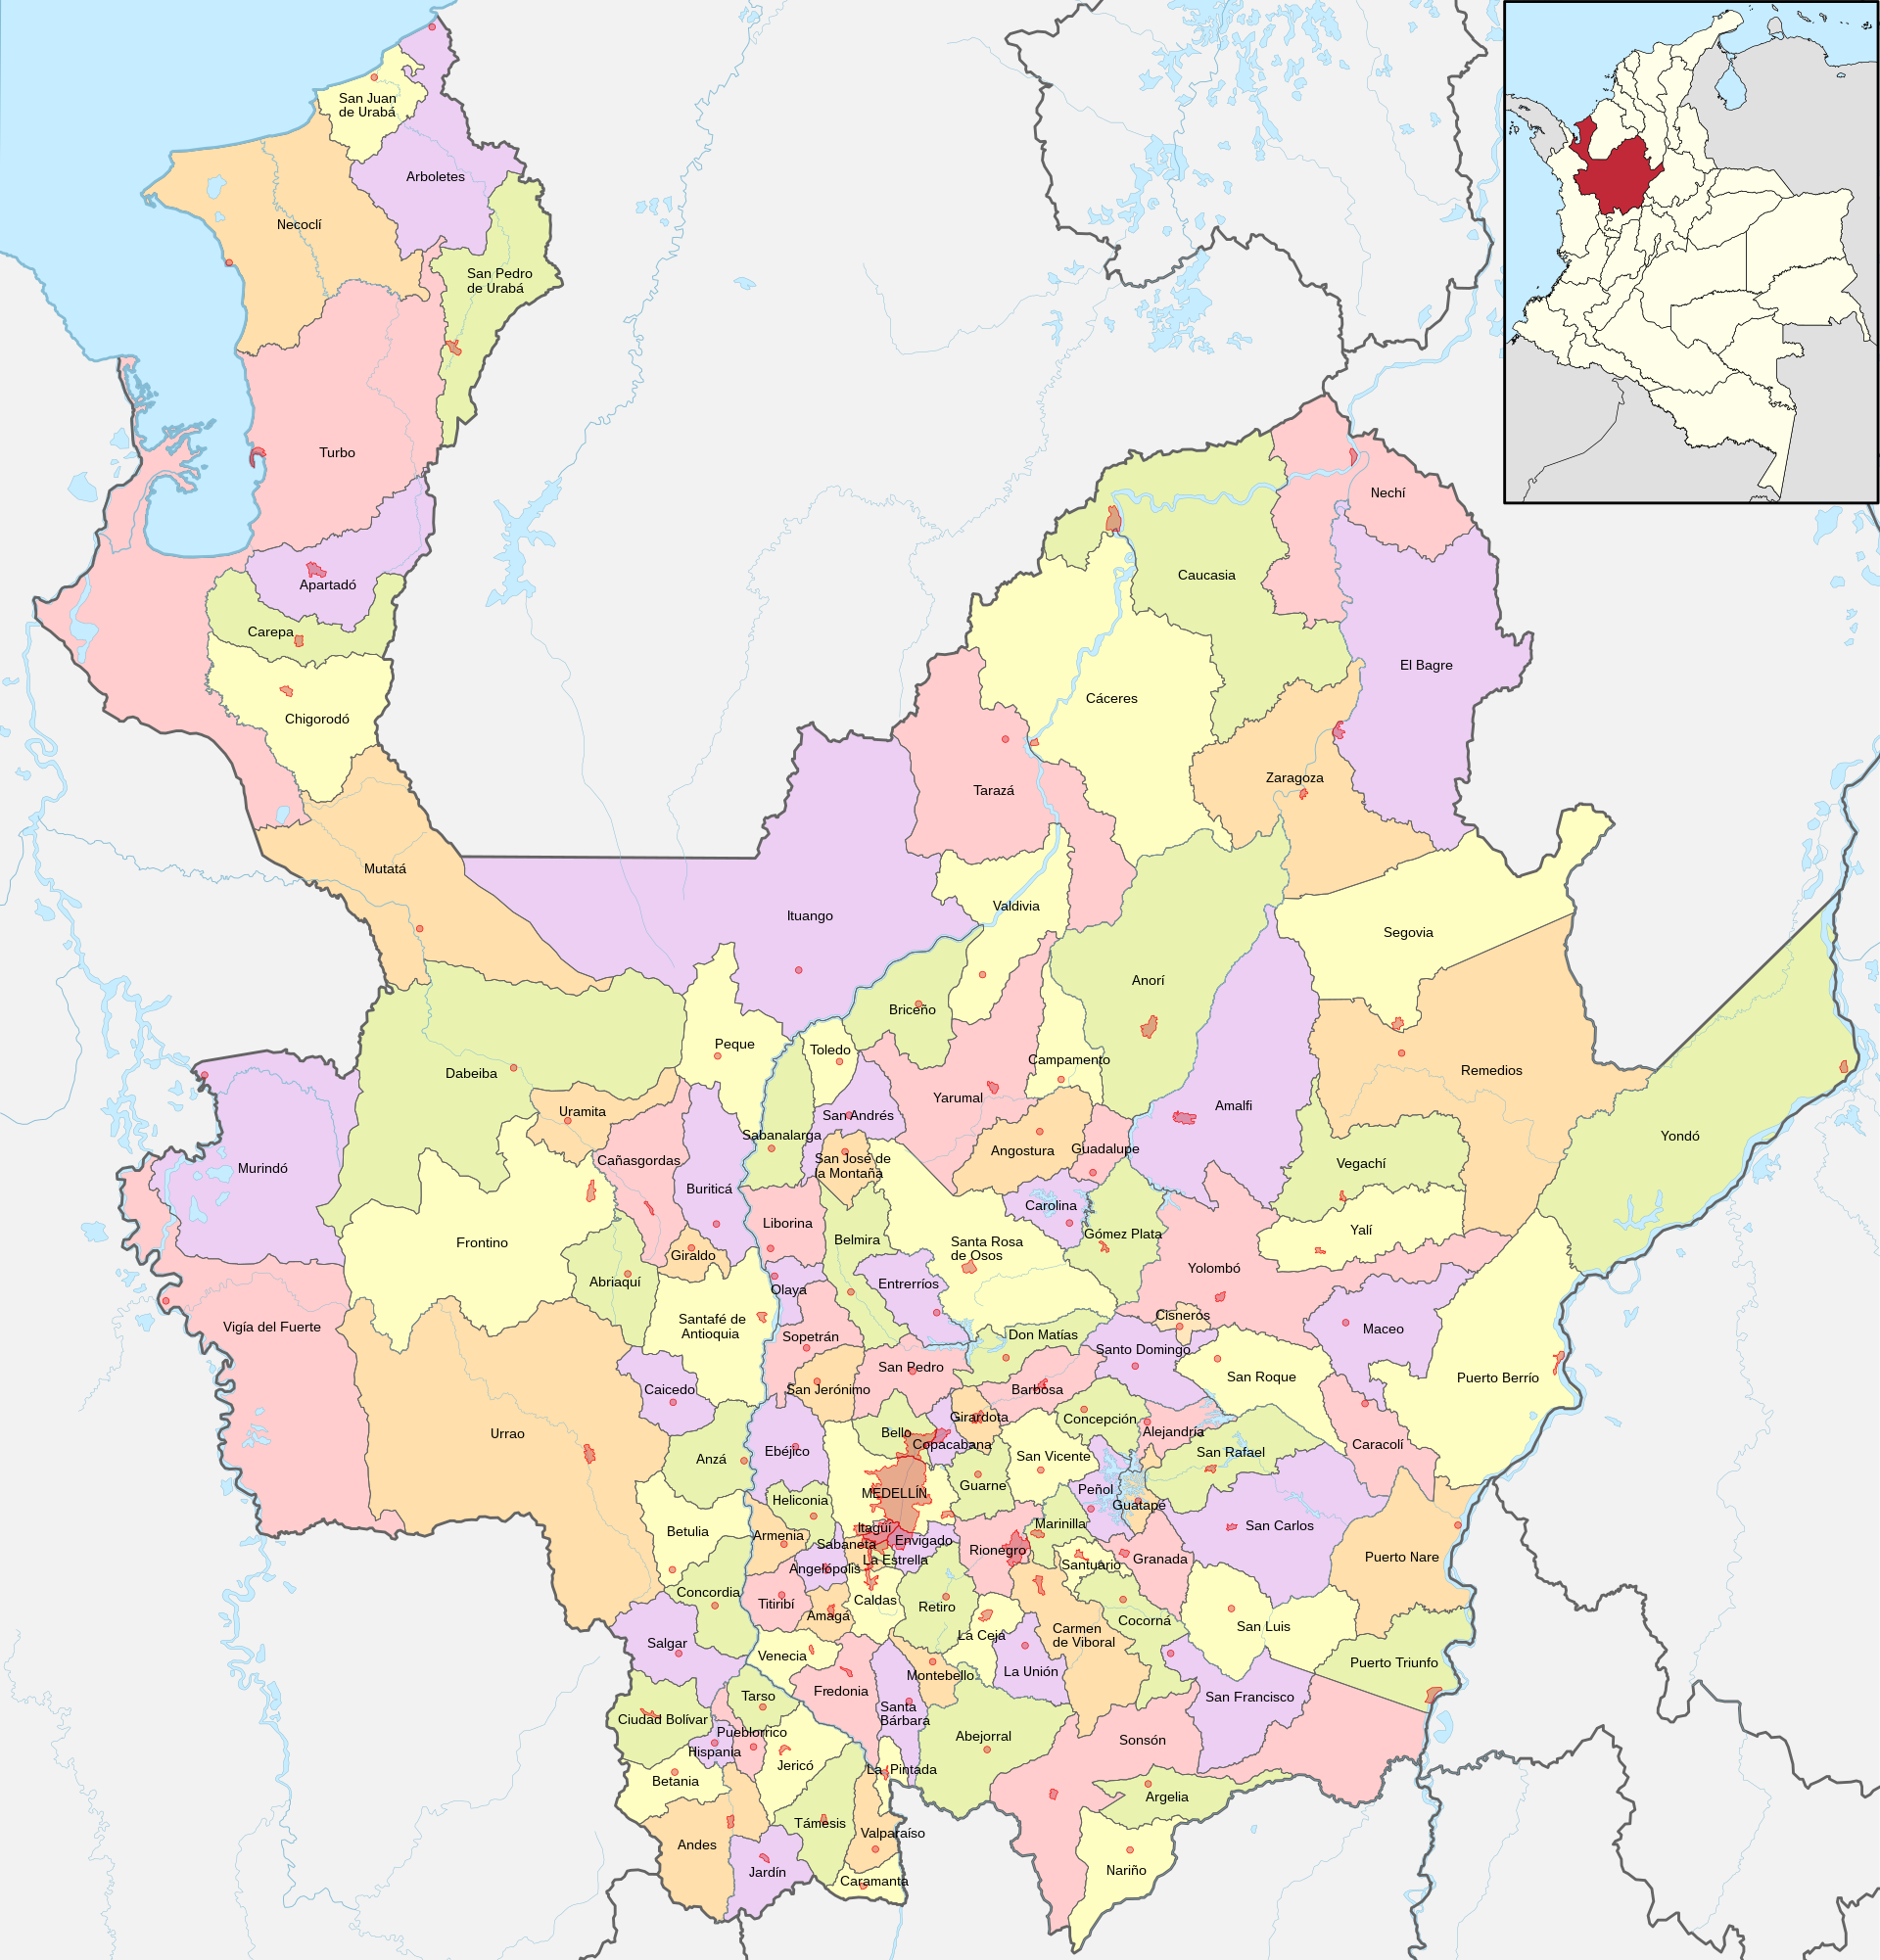 San Juan
de Urabá
Arboletes
Necoclí
San Pedro
de Urabá
Turbo
Nechí
Caucasia
Apartadó
Carepa
El Bagre
Cáceres
Chigorodó
Zaragoza
Tarazá
Mutatá
Valdivia
Ituango
Segovia
Anorí
Briceño
Peque
Toledo
Campamento
Dabeiba
Remedios
Yarumal
Uramita
San Andrés
Amalfi
Sabanalarga
Yondó
Angostura
Guadalupe
Cañasgordas
San José de
la Montaña
Vegachí
Murindó
Buriticá
Carolina
Liborina
Gómez Plata
Yalí
Belmira
Frontino
Santa Rosa
de Osos
Giraldo
Yolombó
Abriaquí
Entrerríos
Olaya
Cisneros
Santafé de
Antioquia
Vigía del Fuerte
Maceo
Sopetrán
Don Matías
Santo Domingo
San Pedro
San Roque
Puerto Berrío
Caicedo
San Jerónimo
Barbosa
Girardota
Concepción
Urrao
Bello
Alejandría
Copacabana
Caracolí
Ebéjico
San Rafael
Anzá
San Vicente
Guarne
Peñol
MEDELLÍN
Heliconia
Guatapé
Marinilla
San Carlos
Itagüí
Betulia
Armenia
Envigado
Sabaneta
Rionegro
Puerto Nare
La Estrella
Granada
Santuario
Angelópolis
Concordia
Caldas
Titiribí
Retiro
Amagá
Cocorná
San Luis
Carmen
de Viboral
La Ceja
Salgar
Venecia
Puerto Triunfo
La Unión
Montebello
Fredonia
Tarso
San Francisco
Santa
Bárbara
Ciudad Bolívar
Pueblorrico
Abejorral
Sonsón
Hispania
Jericó
La Pintada
Betania
Argelia
Támesis
Valparaíso
Andes
Nariño
Jardín
Caramanta